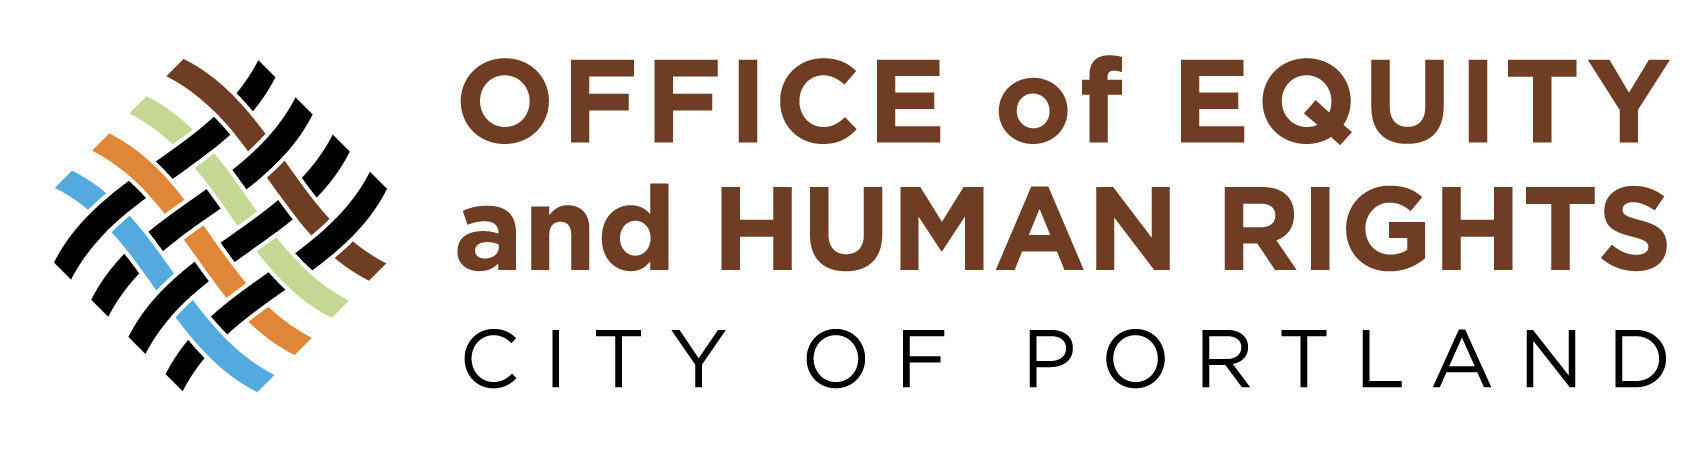 OFFICE of EQUITY
and HUMAN RIGHTS
CITY OF PORTLAND